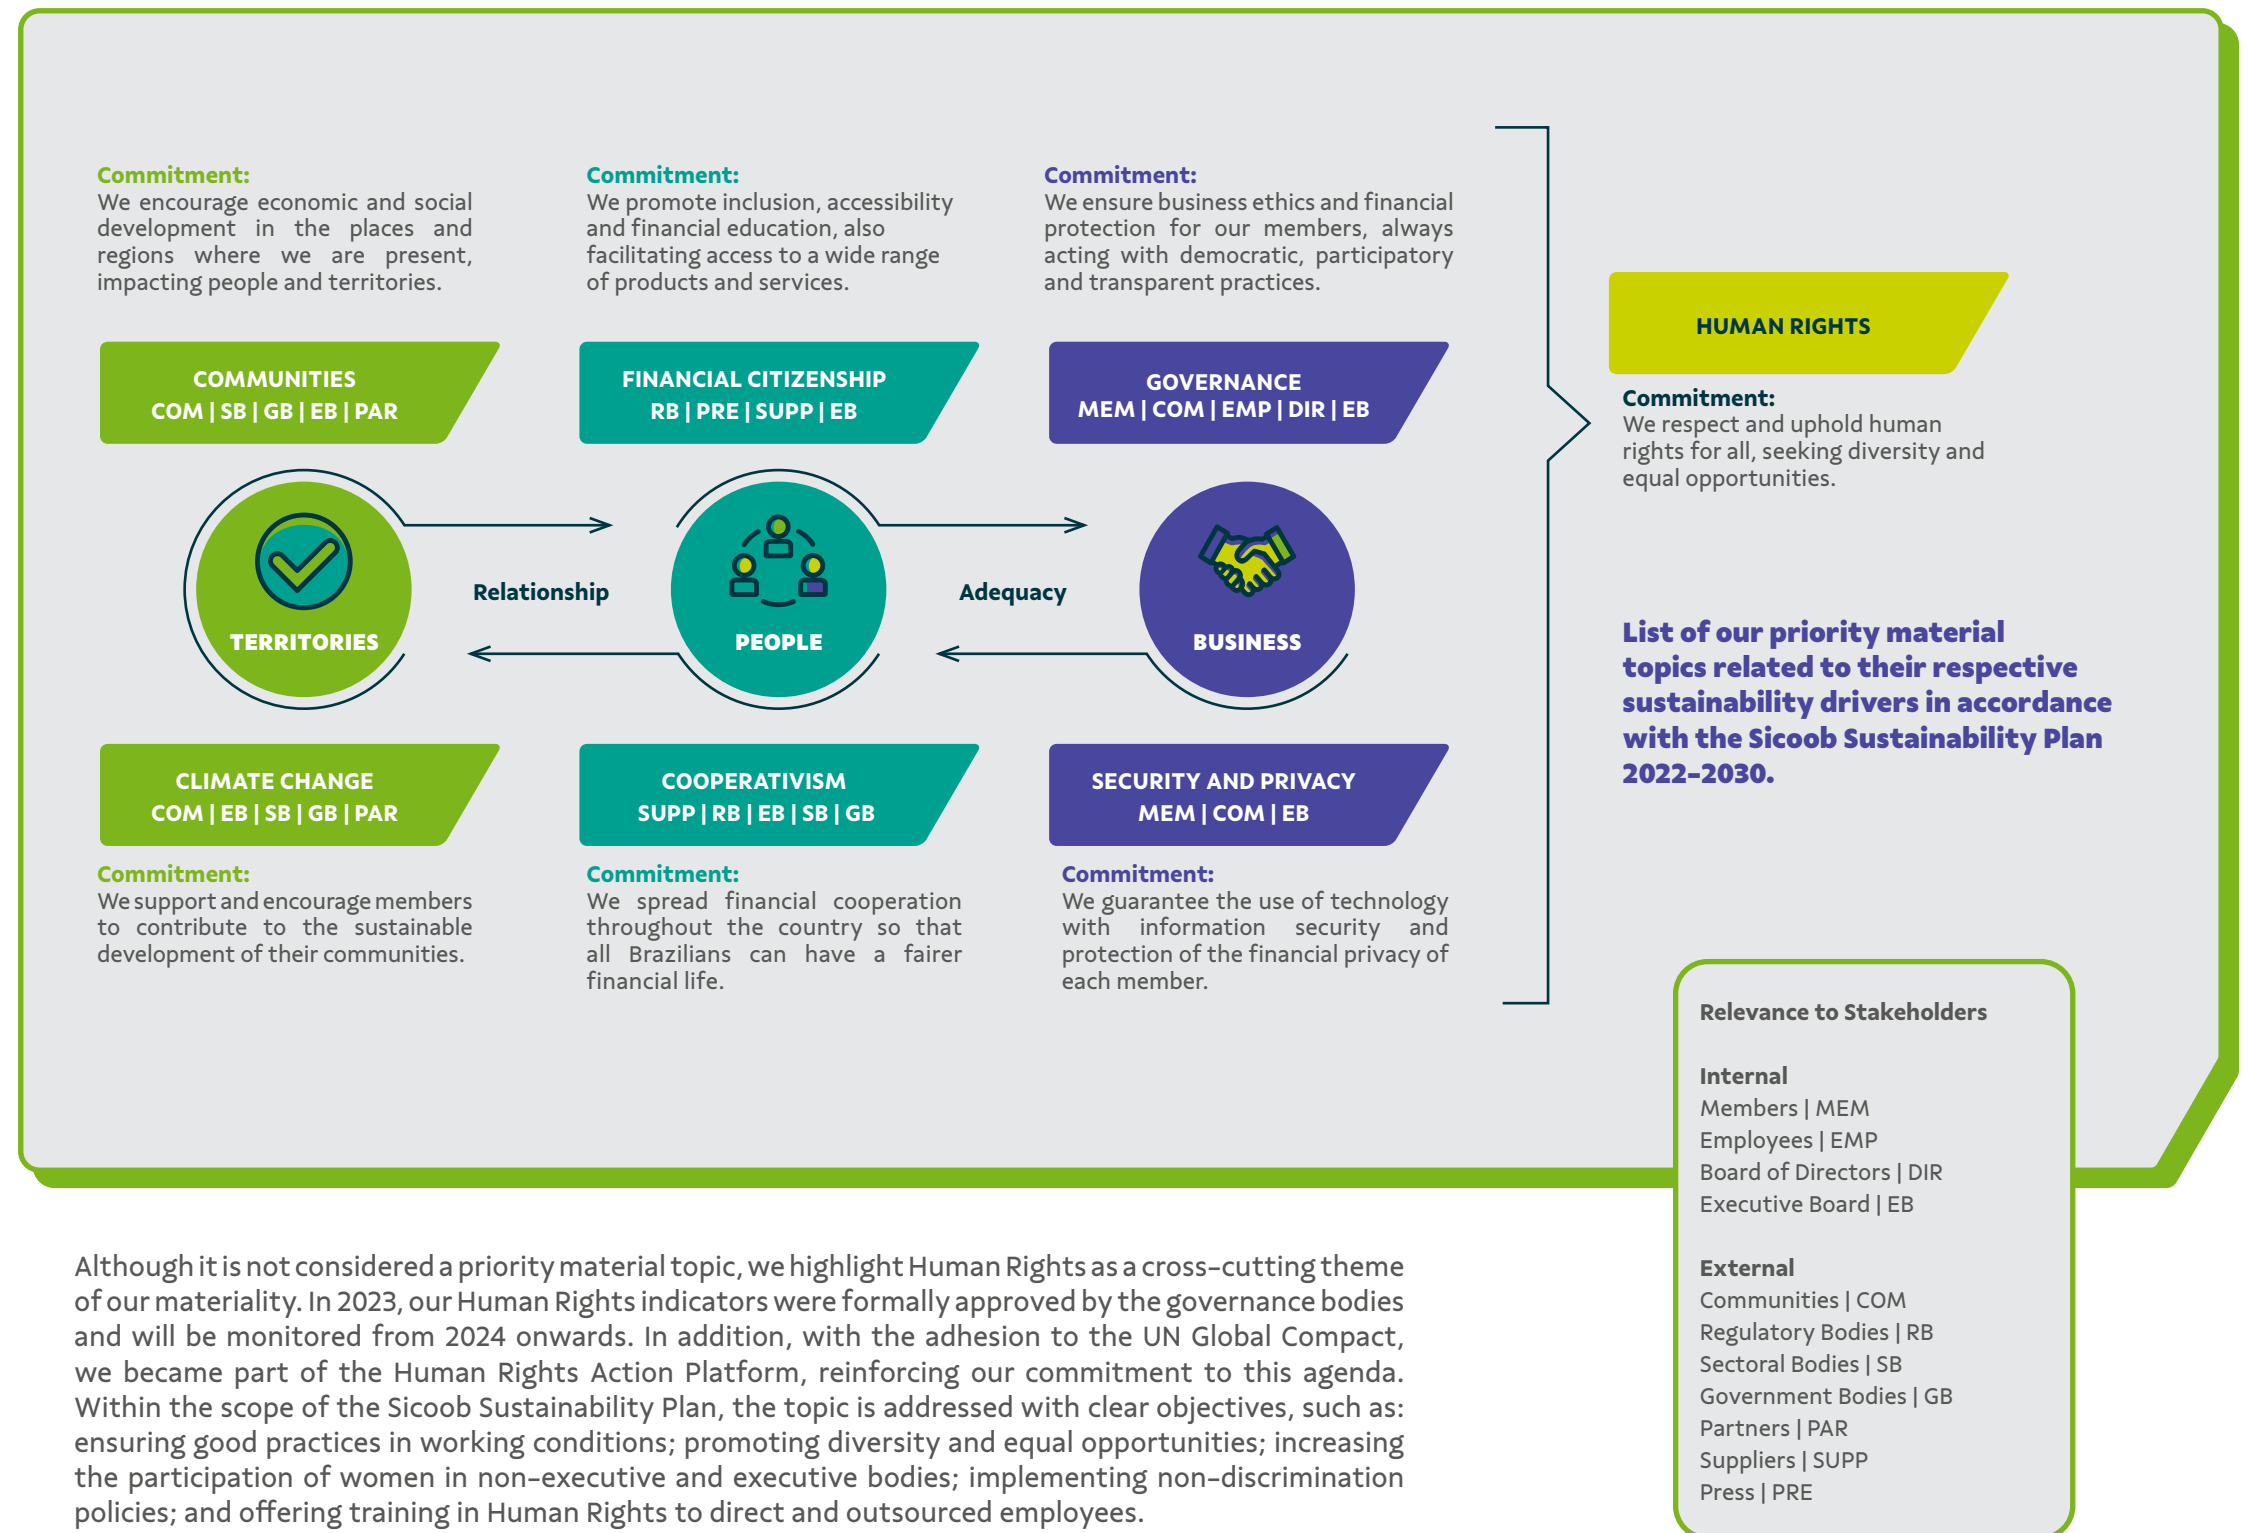 Commitment:
We encourage economic and social
development in the places and
regions where we are present,
impacting people and territories.
COMMUNITIES
COM | SB | GB | EB | PAR
Commitment:
We promote inclusion, accessibility
and financial education, also
facilitating access to a wide range
of products and services.
FINANCIAL CITIZENSHIP
RB | PRE | SUPP | EB
Commitment:
We ensure business ethics and financial
protection for our members, always
acting with democratic, participatory
and transparent practices.
GOVERNANCE
MEM | COM | EMP | DIR | EB
TERRITORIES
Relationship
PEOPLE
Adequacy
BUSINESS
CLIMATE CHANGE
COM | EB | SB | GB | PAR
Commitment:
We support and encourage members
to contribute to the sustainable
development of their communities.
COOPERATIVISM
SUPP | RB | EB | SB | GB
Commitment:
We spread financial cooperation
throughout the country so that
all Brazilians can have a fairer
financial life.
SECURITY AND PRIVACY
MEM | COM | EB
Commitment:
We guarantee the use of technology
with information security and
protection of the financial privacy of
each member.
HUMAN RIGHTS
Commitment:
We respect and uphold human
rights for all, seeking diversity and
equal opportunities.
List of our priority material
topics related to their respective
sustainability drivers in accordance
with the Sicoob Sustainability Plan
2022–2030.
Relevance to Stakeholders
Internal
Members | MEM
Employees | EMP
Board of Directors | DIR
Executive Board | EB
External
Communities | COM
Regulatory Bodies | RB
Sectoral Bodies | SB
Government Bodies | GB
Partners | PAR
Suppliers | SUPP
Press | PRE
Although it is not considered a priority material topic, we highlight Human Rights as a cross-cutting theme
of our materiality. In 2023, our Human Rights indicators were formally approved by the governance bodies
and will be monitored from 2024 onwards. In addition, with the adhesion to the UN Global Compact,
we became part of the Human Rights Action Platform, reinforcing our commitment to this agenda.
Within the scope of the Sicoob Sustainability Plan, the topic is addressed with clear objectives, such as:
ensuring good practices in working conditions; promoting diversity and equal opportunities; increasing
the participation of women in non-executive and executive bodies; implementing non-discrimination
policies; and offering training in Human Rights to direct and outsourced employees.